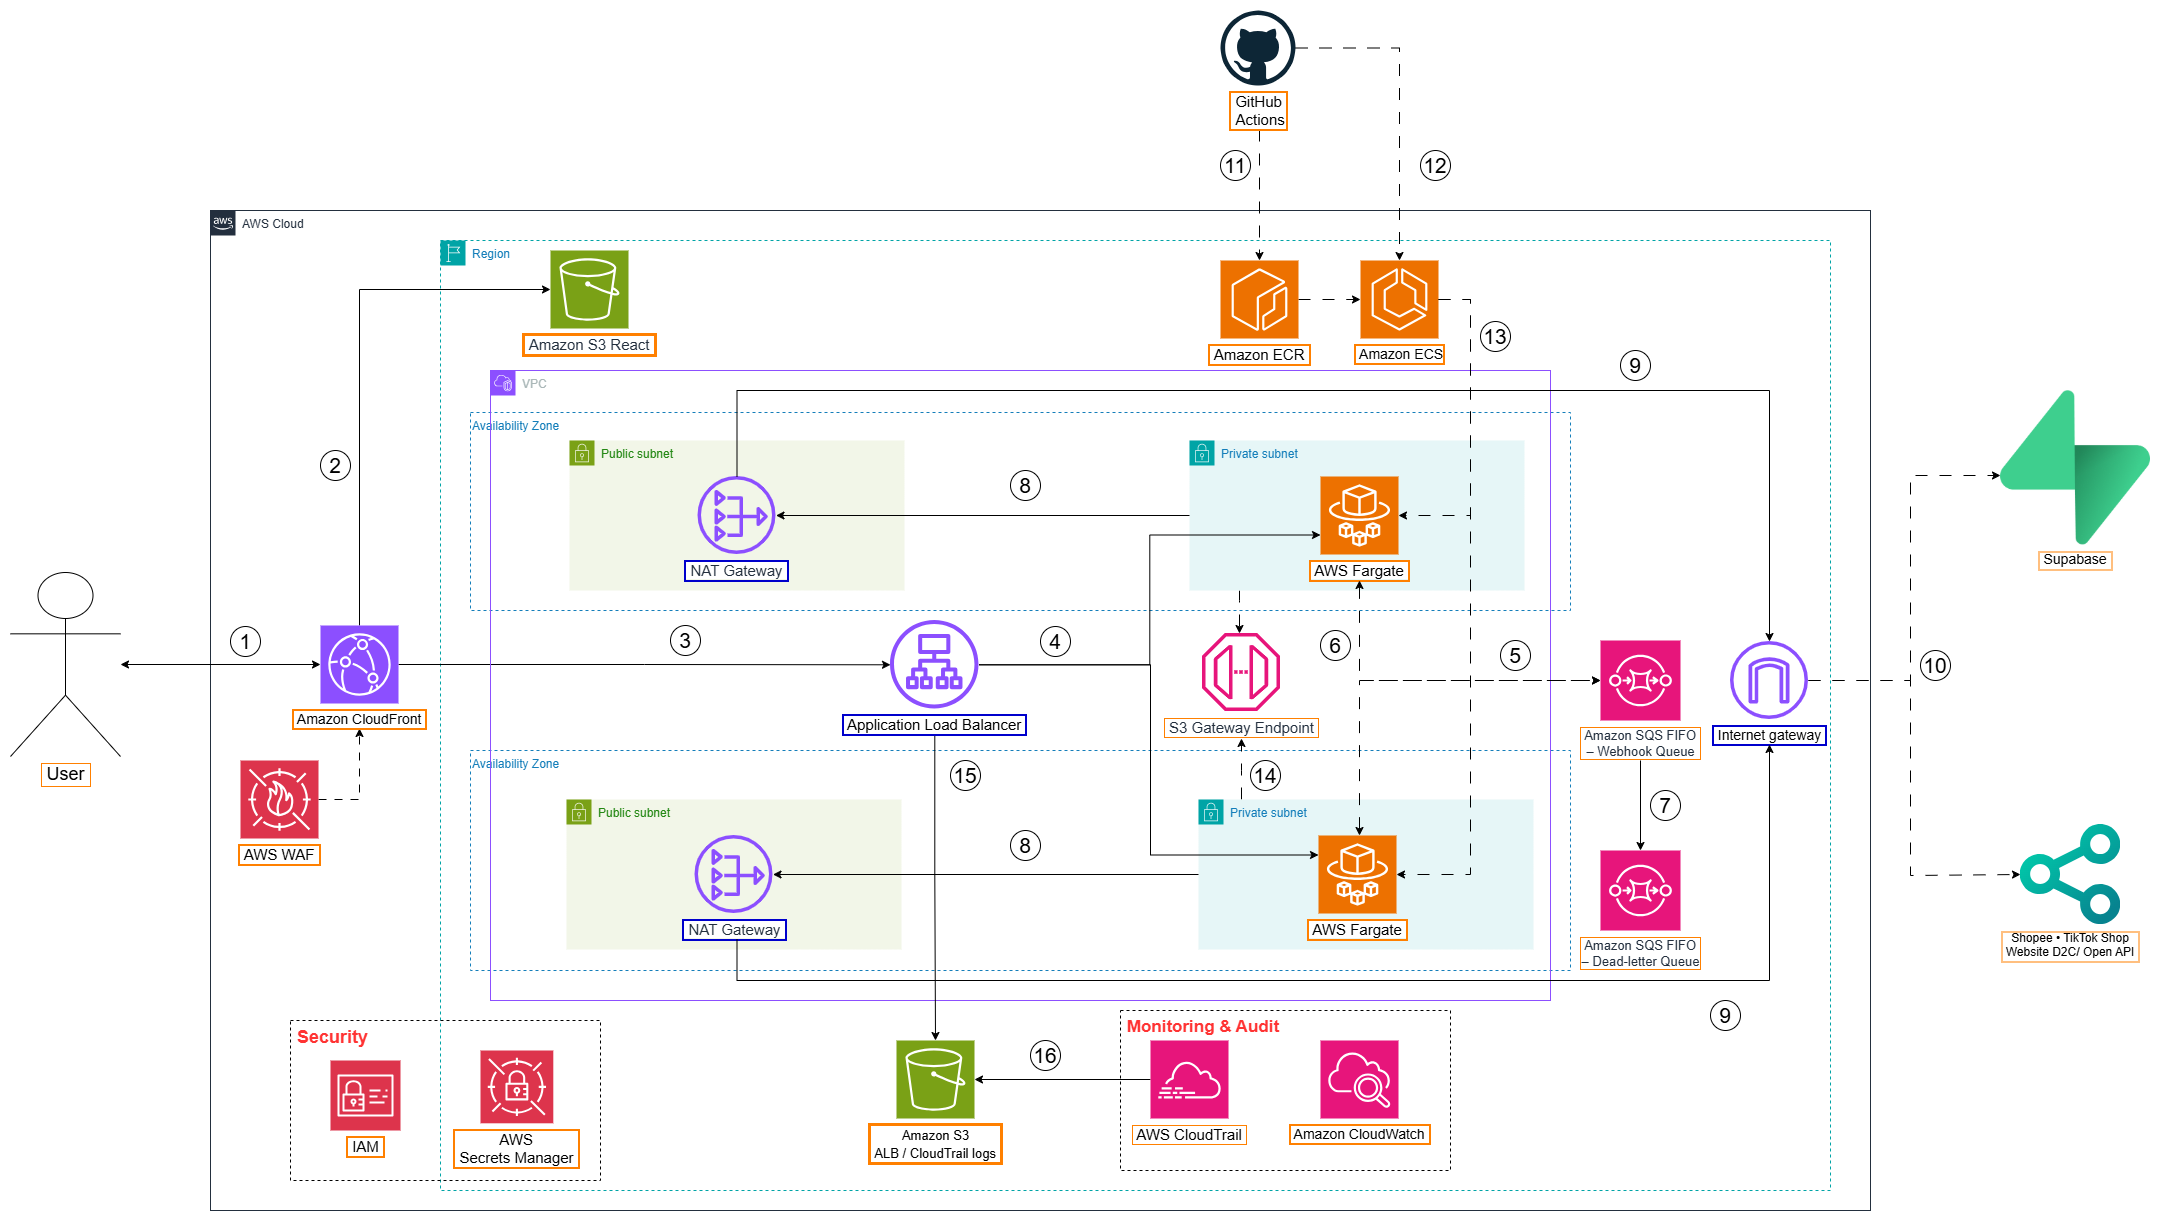 GitHub
Actions
11
12
aws
AWS Cloud
Region
Amazon S3 React
Amazon ECR
Amazon ECS
13
9
VPC
Availability Zone
Public subnet
Private subnet
2
8
NAT Gateway
AWS Fargate
Supabase
1
3
4
6
5
10
Amazon CloudFront
Application Load Balancer
S3 Gateway Endpoint
Amazon SQS FIFO
– Webhook Queue
Internet gateway
User
Availability Zone
15
14
7
Public subnet
Private subnet
AWS WAF
8
NAT Gateway
AWS Fargate
Amazon SQS FIFO
– Dead-letter Queue
Shopee • TikTok Shop
Website D2C/ Open API
9
Security
Monitoring & Audit
16
IAM
AWS
Secrets Manager
Amazon S3
ALB / CloudTrail logs
AWS CloudTrail
Amazon CloudWatch